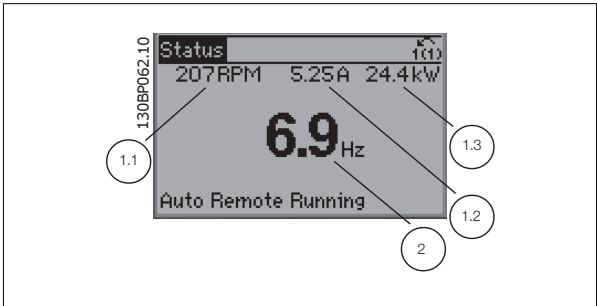 130BP062.10
Status 1(1)
207RPM 5.25A 24.4kW
6.9Hz
Auto Remote Running
1.1
1.3
1.2
2